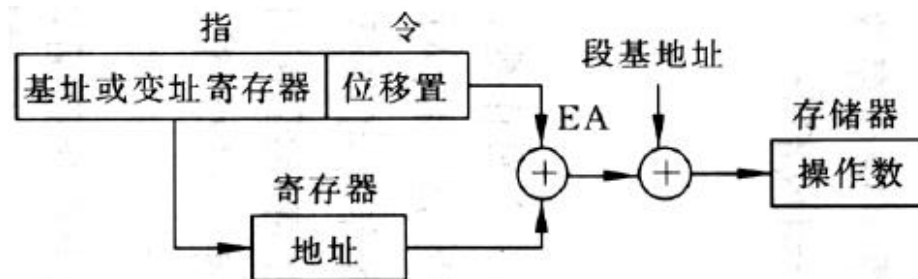 指 令
基址或变址寄存器 位移置
EA
段基地址
存储器
操作数
寄存器
地址